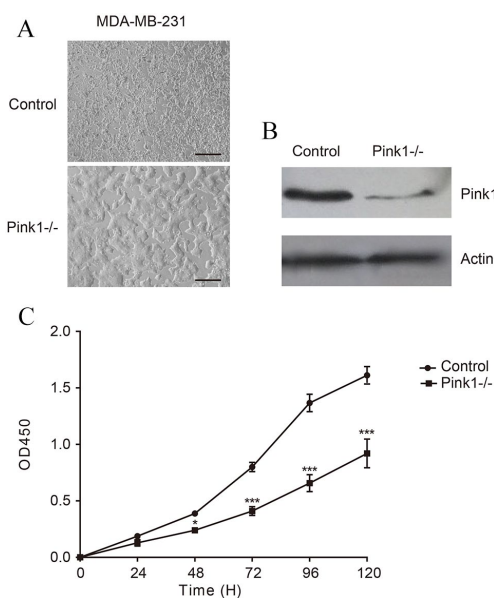 A
MDA-MB-231
Control
Pink1-/-
B
Control Pink1-/-
Pink1
Actin
C
2.0
1.5
1.0
0.5
0.0
OD450
0 24 48 72 96 120
Time (H)
* *** *** ***
Control
Pink1-/-